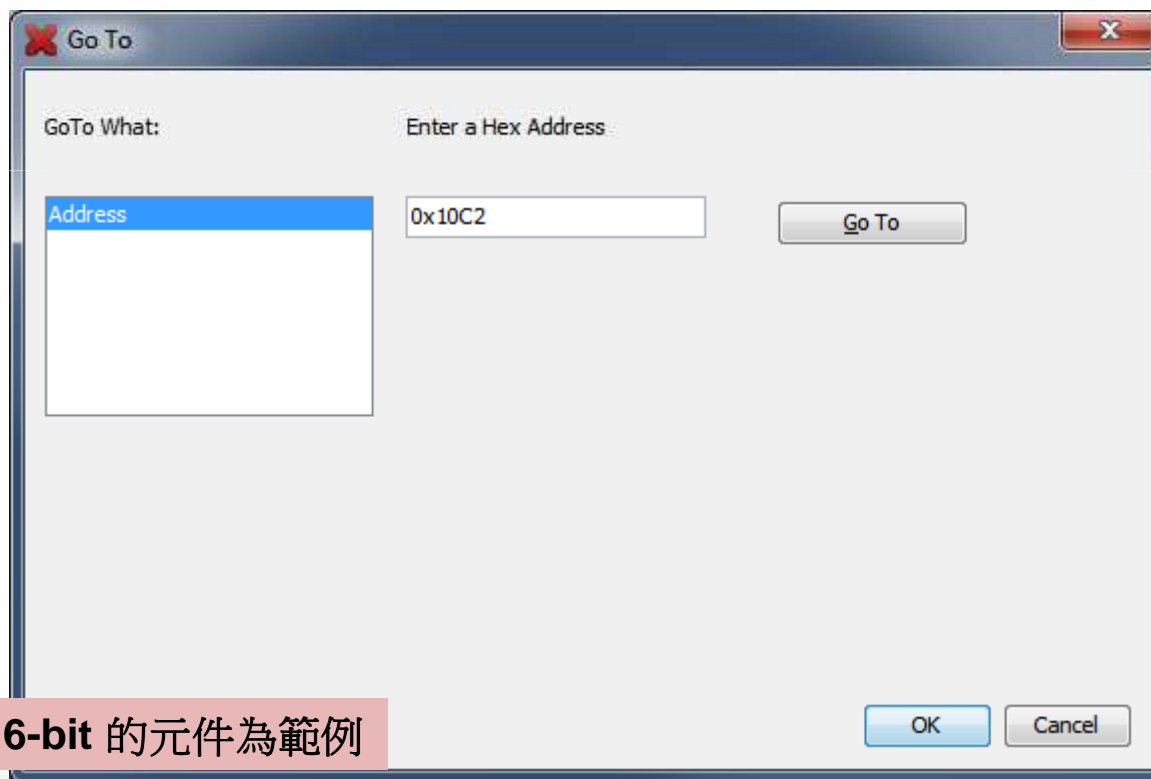 Go To
GoTo What:
Enter a Hex Address
Address
0x10C2
Go To
6-bit 的元件為範例
OK
Cancel